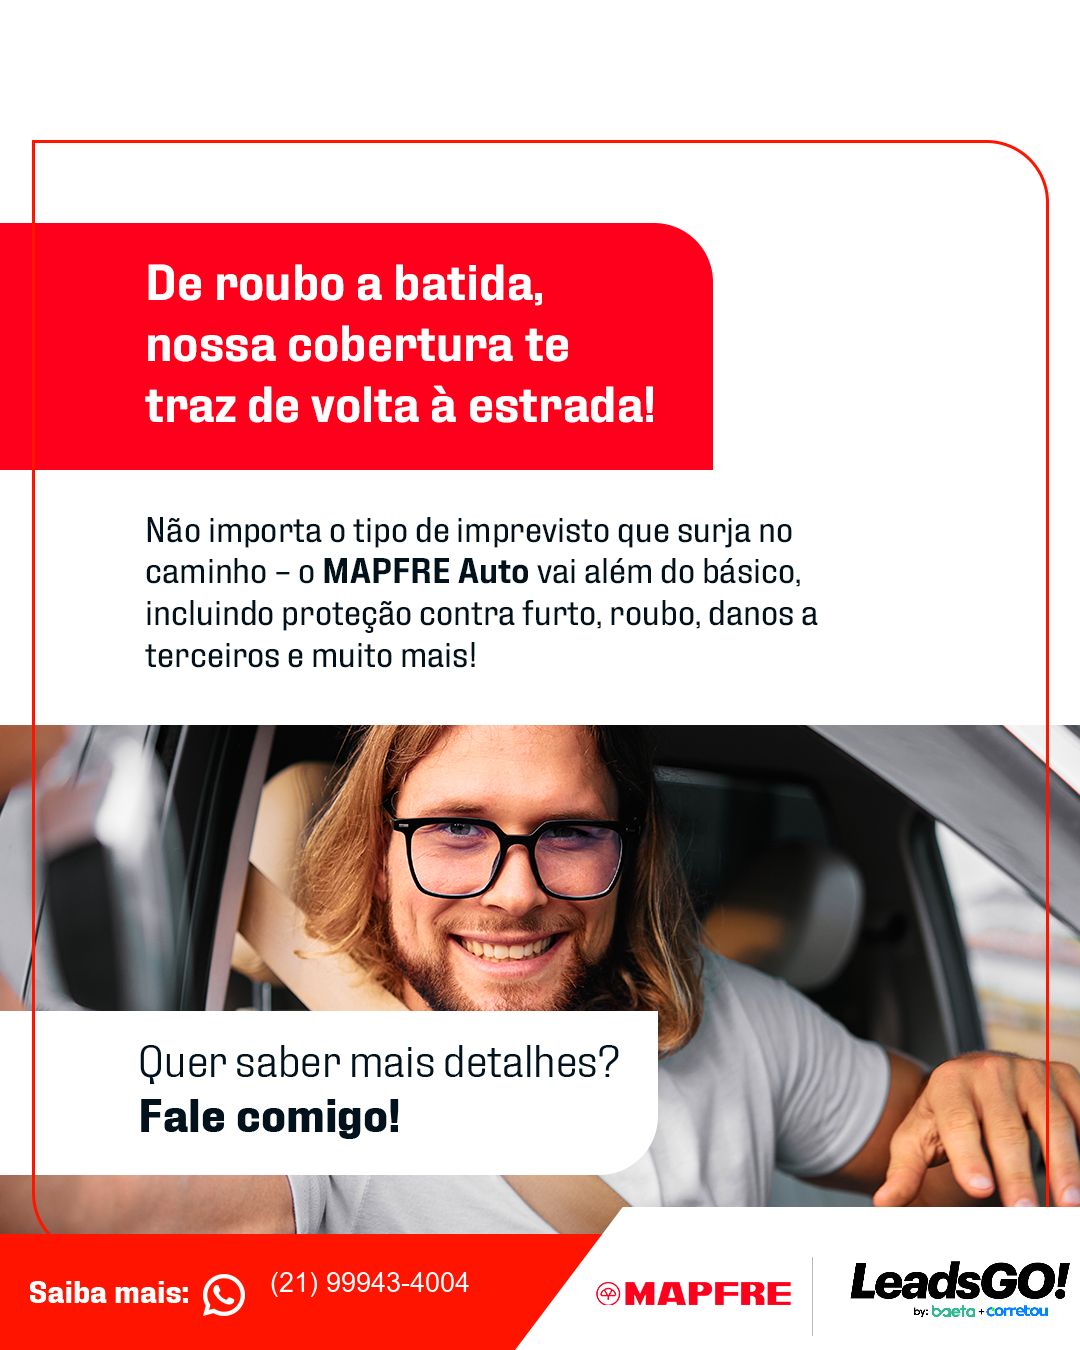 De roubo a batida,
nossa cobertura te
traz de volta à estrada!
Não importa o tipo de imprevisto que surja no
caminho – o MAPFRE Auto vai além do básico,
incluindo proteção contra furto, roubo, danos a
terceiros e muito mais!
Quer saber mais detalhes?
Fale comigo!
Saiba mais: (21) 99943-4004
MAPFRE
LeadsGO!
by: baeta + corretou